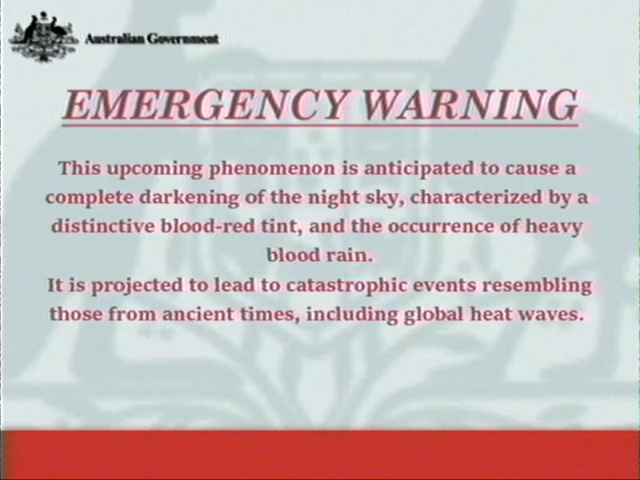 Australian Government
EMERGENCY WARNING
This upcoming phenomenon is anticipated to cause a
complete darkening of the night sky, characterized by a
distinctive blood-red tint, and the occurrence of heavy
blood rain.
It is projected to lead to catastrophic events resembling
those from ancient times, including global heat waves.